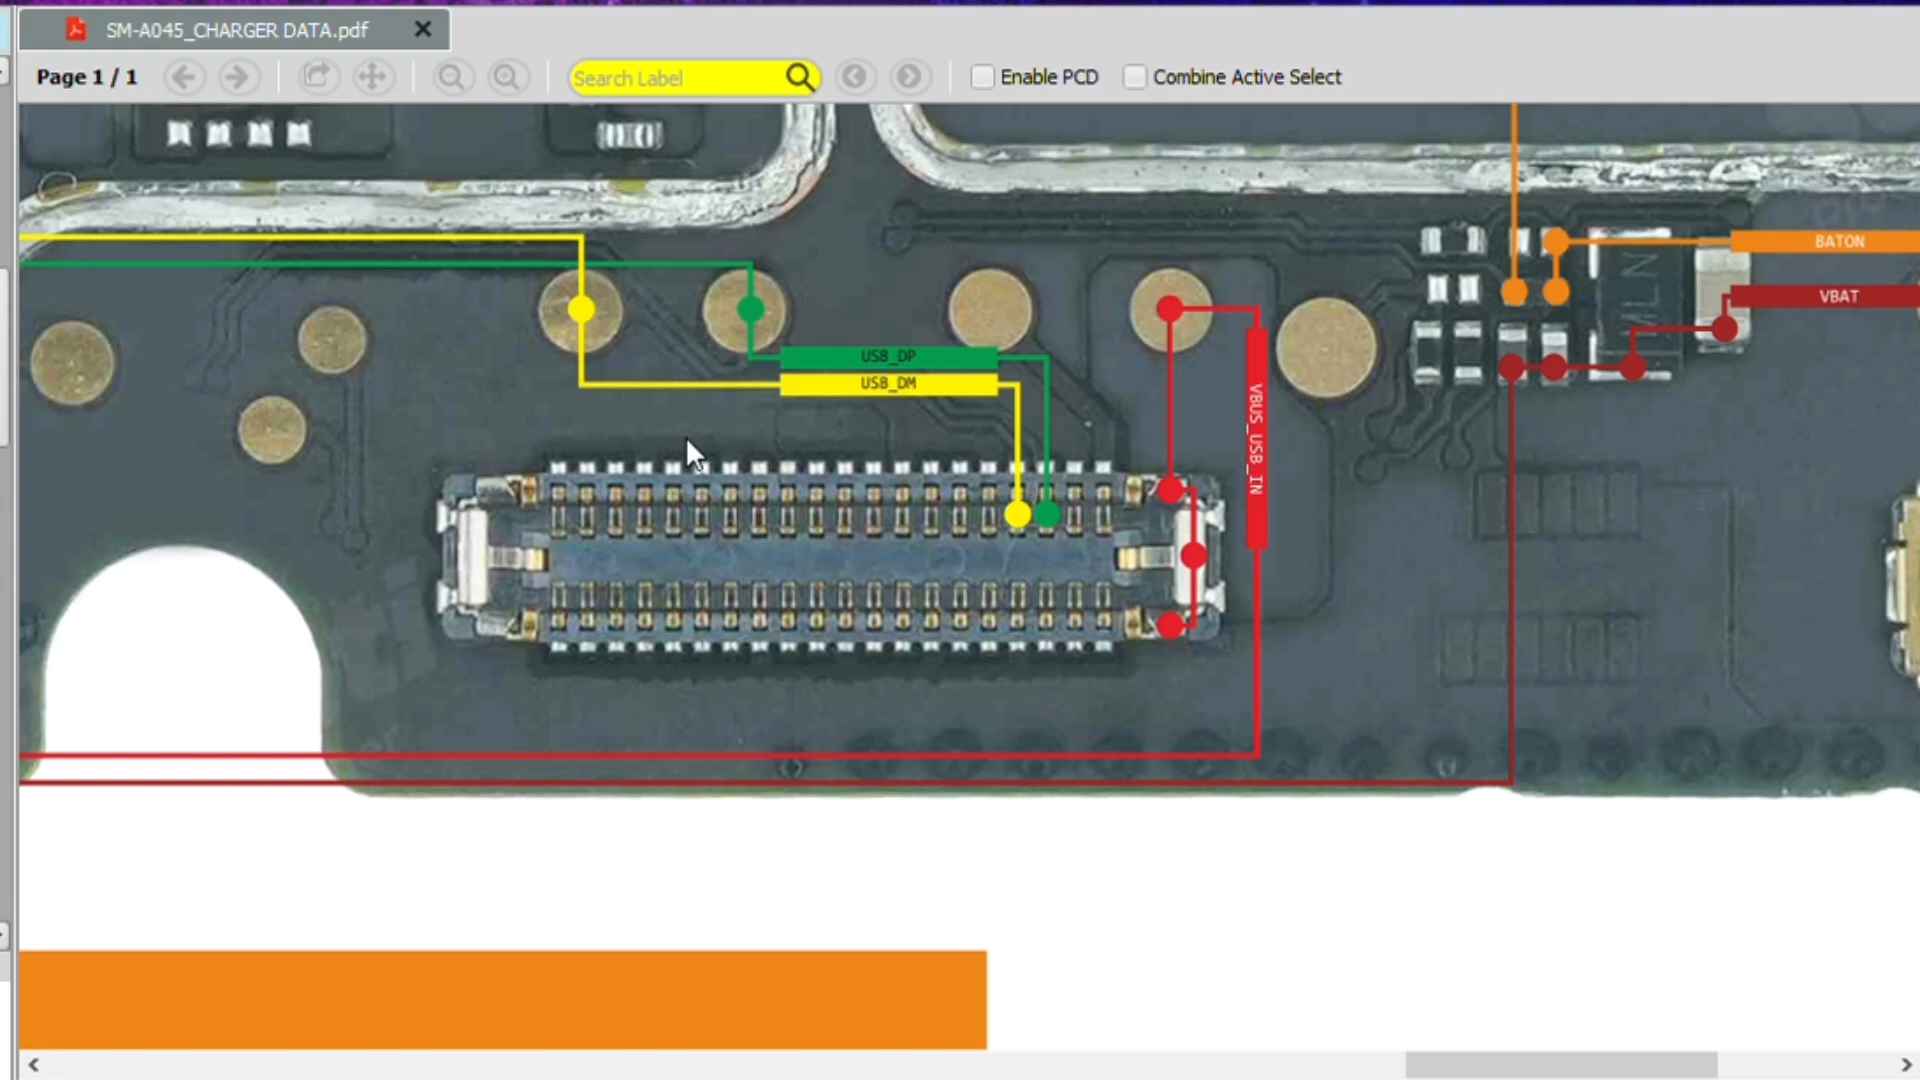 SM-A045_CHARGER DATA.pdf
Page 1 / 1
Search Label
Enable PCD
Combine Active Select
BATON
VBAT
USB_DP
USB_DM
VBUS_USB_IN
MLN